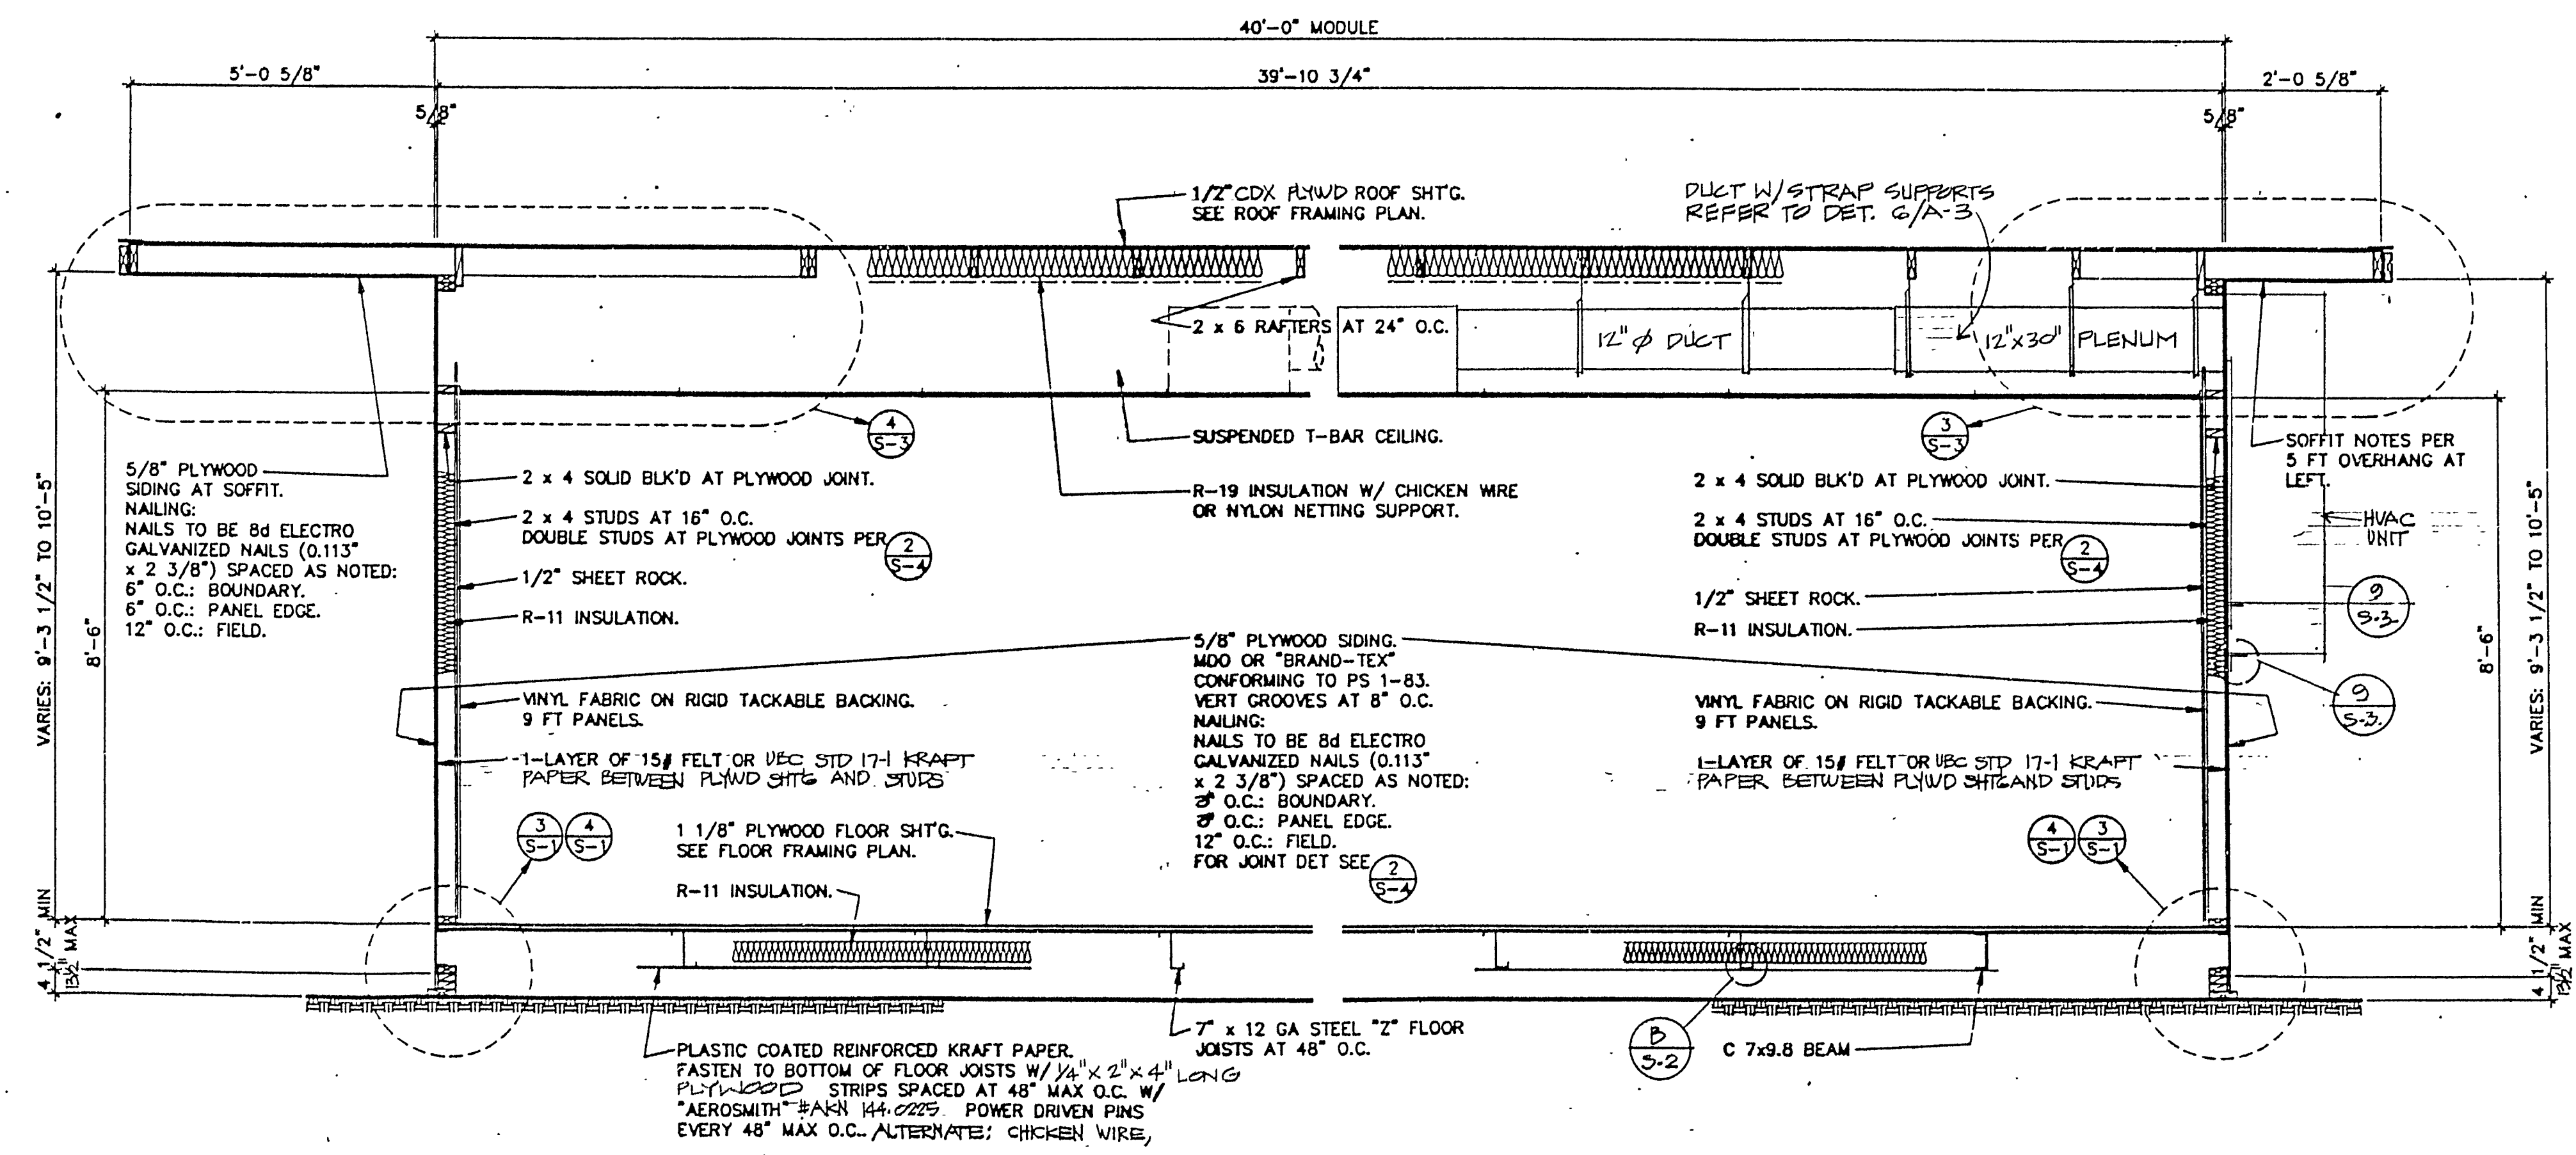 40'-0" MODULE
5'-0 5/8"
39'-10 3/4"
2'-0 5/8"
5/8"
5/8"
1/2" CDX PLYWD ROOF SHT'G.
SEE ROOF FRAMING PLAN.
DUCT W/STRAP SUPPORTS
REFER TO DET. 6/A-3
2 x 6 RAFTERS AT 24" O.C.
12" φ DUCT
12"x30" PLENUM
4
S-3
SUSPENDED T-BAR CEILING.
3
S-3
SOFFIT NOTES PER
5 FT OVERHANG AT
LEFT.
5/8" PLYWOOD
SIDING AT SOFFIT.
NAILING:
NAILS TO BE 8d ELECTRO
GALVANIZED NAILS (0.113"
x 2 3/8") SPACED AS NOTED:
6" O.C.: BOUNDARY.
6" O.C.: PANEL EDGE.
12" O.C.: FIELD.
2 x 4 SOLID BLK'D AT PLYWOOD JOINT.
2 x 4 STUDS AT 16" O.C.
DOUBLE STUDS AT PLYWOOD JOINTS PER
2
S-4
1/2" SHEET ROCK.
R-11 INSULATION.
R-19 INSULATION W/ CHICKEN WIRE
OR NYLON NETTING SUPPORT.
2 x 4 SOLID BLK'D AT PLYWOOD JOINT.
2 x 4 STUDS AT 16" O.C.
DOUBLE STUDS AT PLYWOOD JOINTS PER
2
S-4
1/2" SHEET ROCK.
R-11 INSULATION.
HVAC
UNIT
9
S-3
9
S-3.
VARIES: 9'-3 1/2" TO 10'-5"
8'-6"
8'-6"
VARIES: 9'-3 1/2" TO 10'-5"
5/8" PLYWOOD SIDING.
MDO OR "BRAND-TEX"
CONFORMING TO PS 1-83.
VERT GROOVES AT 8" O.C.
NAILING:
NAILS TO BE 8d ELECTRO
GALVANIZED NAILS (0.113"
x 2 3/8") SPACED AS NOTED:
O.C.: BOUNDARY.
O.C.: PANEL EDGE.
12" O.C.: FIELD.
FOR JOINT DET SEE
2
S-4
VINYL FABRIC ON RIGID TACKABLE BACKING.
9 FT PANELS.
1-LAYER OF 15# FELT OR UBC STD 17-1 KRAFT
PAPER BETWEEN PLYWD SHTG AND STUDS
VINYL FABRIC ON RIGID TACKABLE BACKING.
9 FT PANELS.
1-LAYER OF 15# FELT OR UBC STD 17-1 KRAFT
PAPER BETWEEN PLYWD SHTG AND STUDS
3
S-1
4
S-1
1 1/8" PLYWOOD FLOOR SHT'G.
SEE FLOOR FRAMING PLAN.
R-11 INSULATION.
4
S-1
3
S-1
4 1/2" MIN
13½" MAX
4 1/2" MIN
13½" MAX
7" x 12 GA STEEL "Z" FLOOR
JOISTS AT 48" O.C.
B
S-2
C 7x9.8 BEAM
PLASTIC COATED REINFORCED KRAFT PAPER.
FASTEN TO BOTTOM OF FLOOR JOISTS W/ 1/4" x 2" x 4" LONG
PLYWOOD STRIPS SPACED AT 48" MAX O.C. W/
"AEROSMITH" #AKN 144.0225 POWER DRIVEN PINS
EVERY 48" MAX O.C.. ALTERNATE: CHICKEN WIRE,